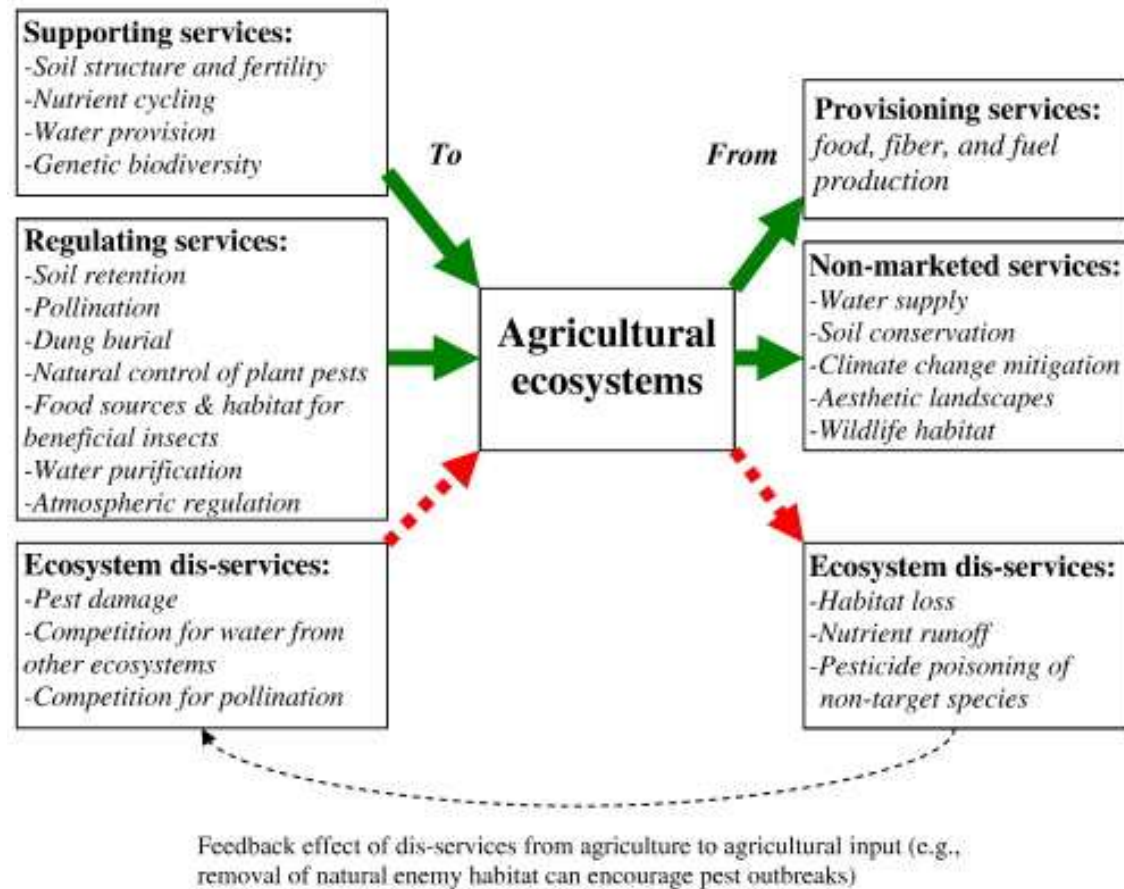 Supporting services:
-Soil structure and fertility
-Nutrient cycling
-Water provision
-Genetic biodiversity
To
From
Provisioning services:
food, fiber, and fuel
production
Regulating services:
-Soil retention
-Pollination
-Dung burial
-Natural control of plant pests
-Food sources & habitat for
beneficial insects
-Water purification
-Atmospheric regulation
Agricultural
ecosystems
Non-marketed services:
-Water supply
-Soil conservation
-Climate change mitigation
-Aesthetic landscapes
-Wildlife habitat
Ecosystem dis-services:
-Pest damage
-Competition for water from
other ecosystems
-Competition for pollination
Ecosystem dis-services:
-Habitat loss
-Nutrient runoff
-Pesticide poisoning of
non-target species
Feedback effect of dis-services from agriculture to agricultural input (e.g.,
removal of natural enemy habitat can encourage pest outbreaks)